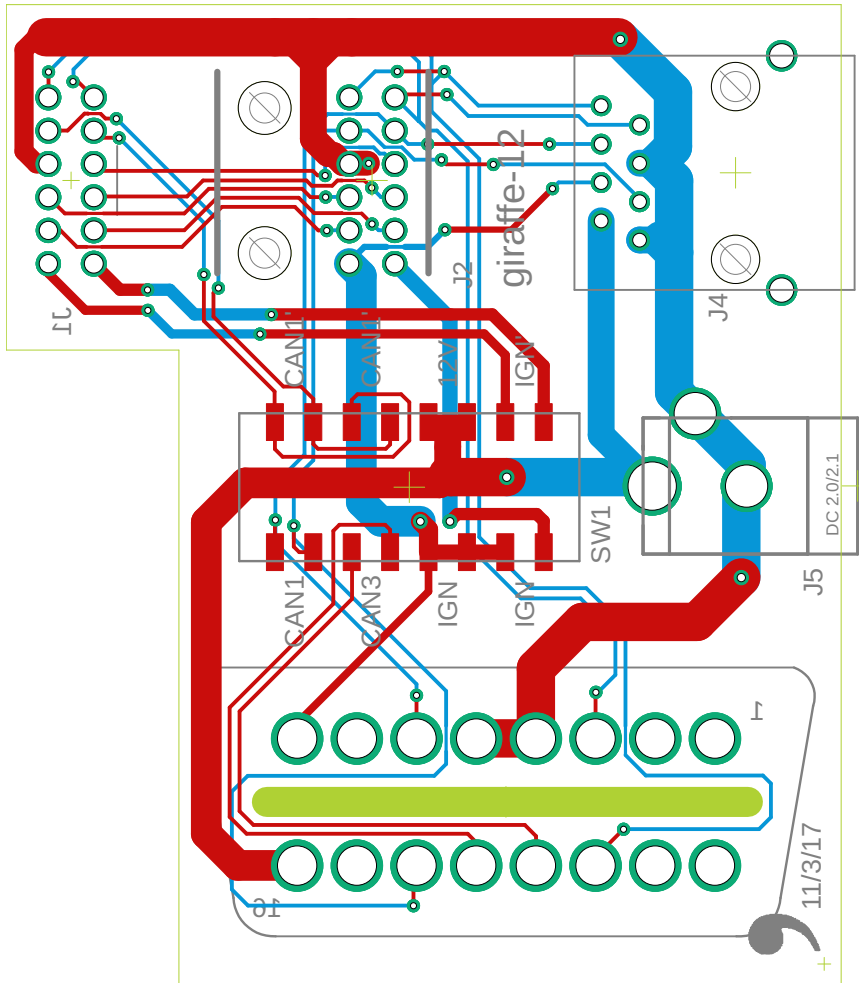 giraffe-12
J2
J4
J1
CAN1'
CAN1'
12V
IGN'
DC 2.0/2.1
SW1
J5
CAN1
CAN3
IGN
IGN
1
11/3/17
16